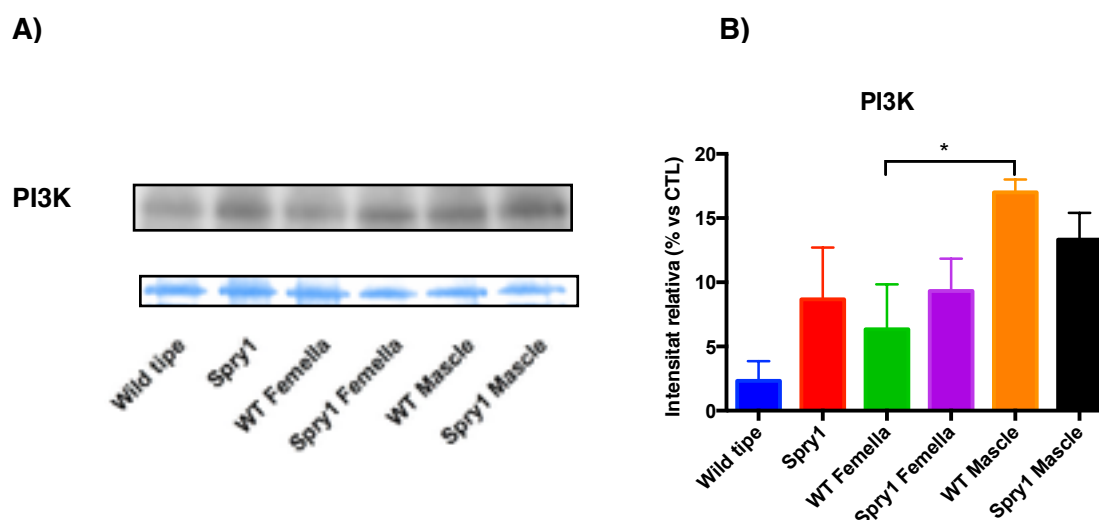 A)
PI3K
Wild tipe
Spry1
WT Femella
Spry1 Femella
WT Mascle
Spry1 Mascle
B)
PI3K
*
Intensitat relativa (% vs CTL)
20
15
10
5
0
Wild tipe
Spry1
WT Femella
Spry1 Femella
WT Mascle
Spry1 Mascle